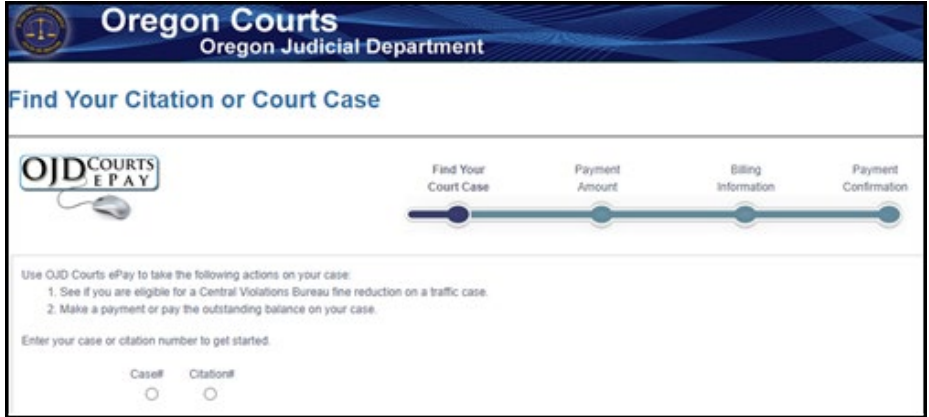 Oregon Courts
Oregon Judicial Department
Find Your Citation or Court Case
OJD COURTS
EPAY
Find Your
Court Case
Payment
Amount
Billing
Information
Payment
Confirmation
Use OJD Courts ePay to take the following actions on your case:
1. See if you are eligible for a Central Violations Bureau fine reduction on a traffic case.
2. Make a payment or pay the outstanding balance on your case.
Enter your case or citation number to get started.
Case# Citation#